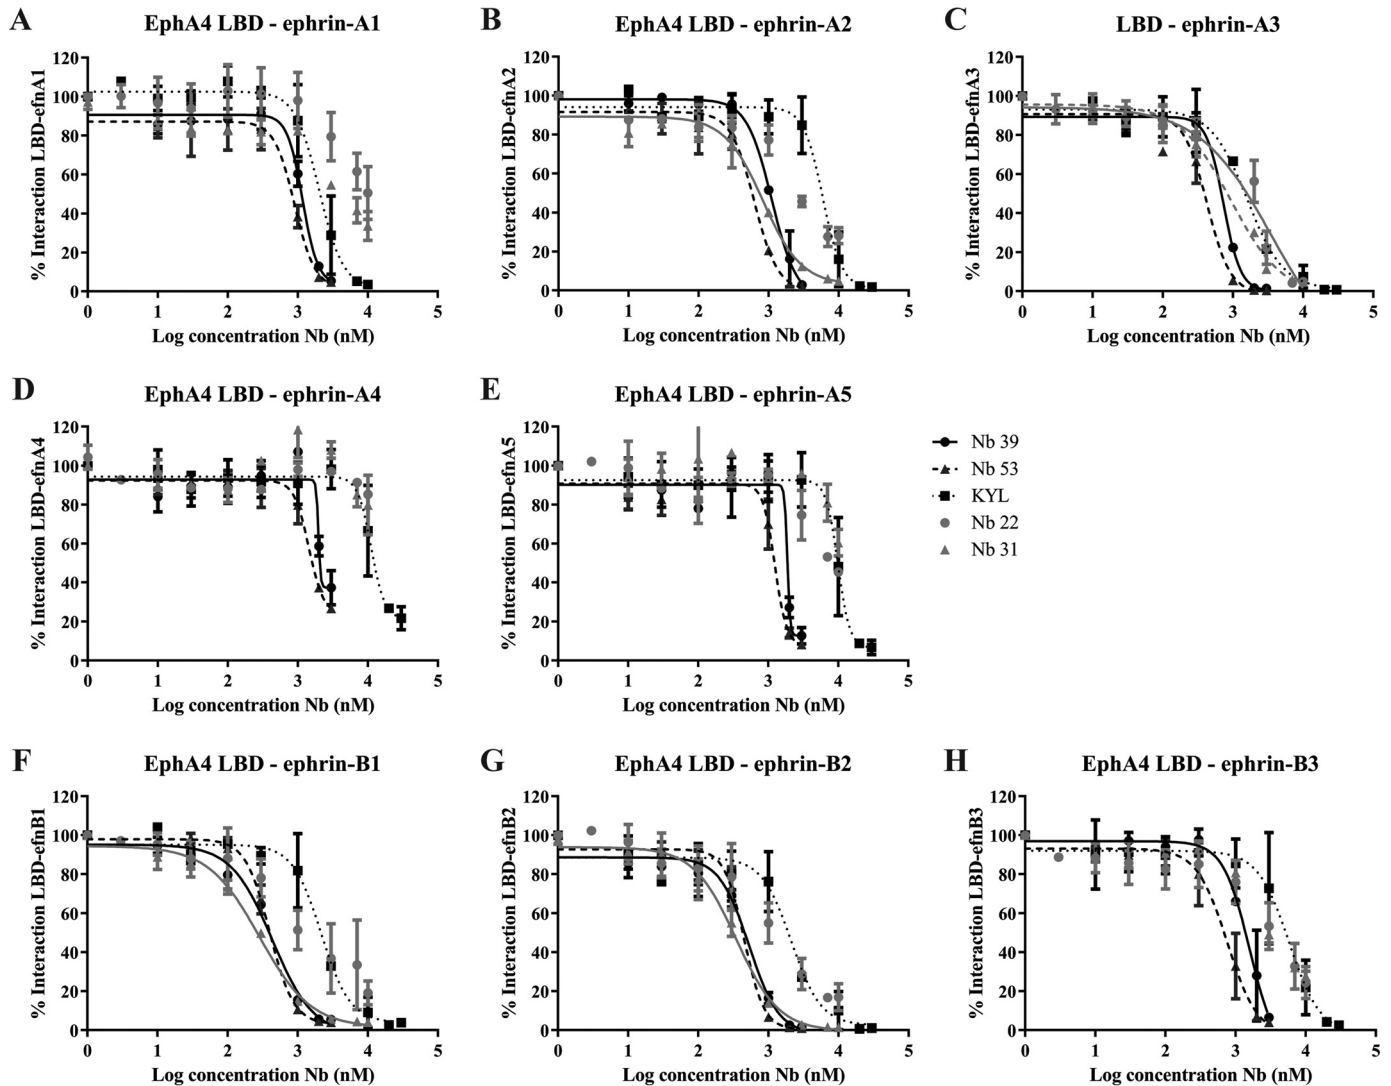 A EphA4 LBD - ephrin-A1
% Interaction LBD-efnA1
120
100
80
60
40
20
0
0 1 2 3 4 5
Log concentration Nb (nM)
B EphA4 LBD - ephrin-A2
% Interaction LBD-efnA2
120
100
80
60
40
20
0
0 1 2 3 4 5
Log concentration Nb (nM)
C LBD - ephrin-A3
% Interaction LBD-efnA3
120
100
80
60
40
20
0
0 1 2 3 4 5
Log concentration Nb (nM)
D EphA4 LBD - ephrin-A4
% Interaction LBD-efnA4
120
100
80
60
40
20
0
0 1 2 3 4 5
Log concentration Nb (nM)
E EphA4 LBD - ephrin-A5
% Interaction LBD-efnA5
120
100
80
60
40
20
0
0 1 2 3 4 5
Log concentration Nb (nM)
Nb 39
Nb 53
KYL
Nb 22
Nb 31
F EphA4 LBD - ephrin-B1
% Interaction LBD-efnB1
120
100
80
60
40
20
0
0 1 2 3 4 5
Log concentration Nb (nM)
G EphA4 LBD - ephrin-B2
% Interaction LBD-efnB2
120
100
80
60
40
20
0
0 1 2 3 4 5
Log concentration Nb (nM)
H EphA4 LBD - ephrin-B3
% Interaction LBD-efnB3
120
100
80
60
40
20
0
0 1 2 3 4 5
Log concentration Nb (nM)